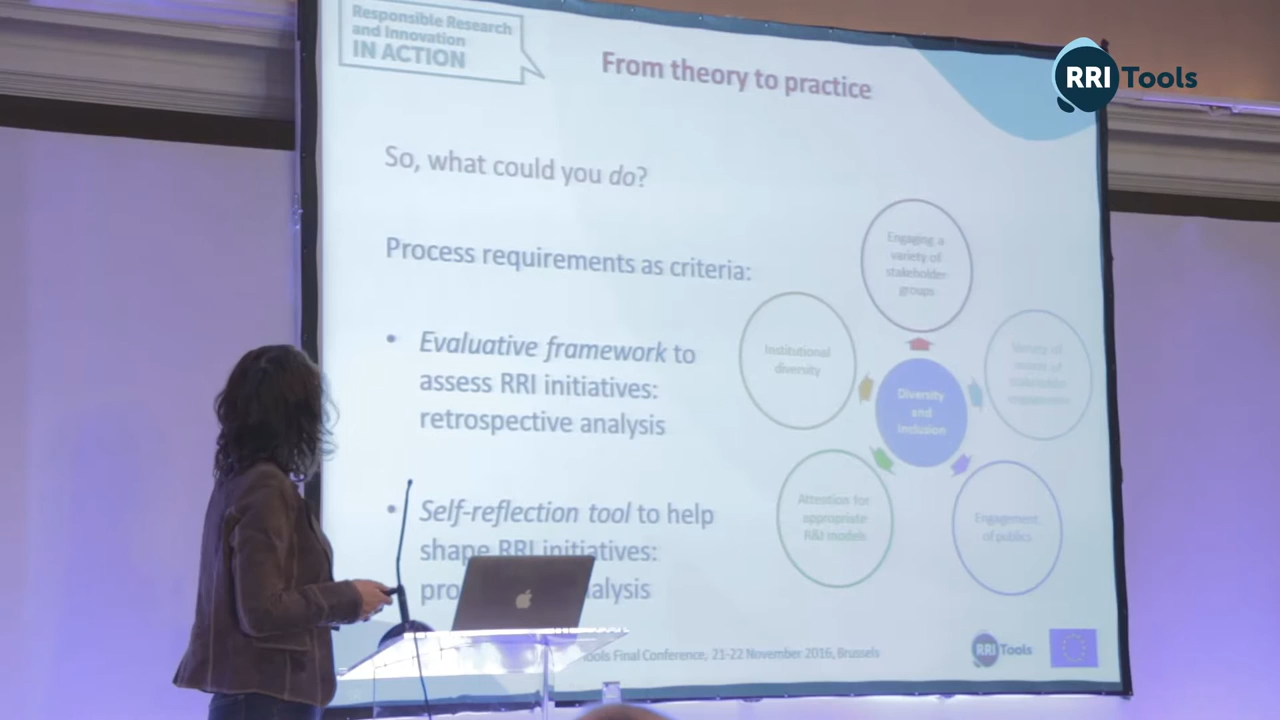 Responsible Research
and Innovation
IN ACTION
From theory to practice
RRI Tools
So, what could you do?
Process requirements as criteria:
• Evaluative framework to
assess RRI initiatives:
retrospective analysis
• Self-reflection tool to help
shape RRI initiatives:
Engaging a
variety of
stakeholder
groups
Institutional
diversity
Diversity
and
inclusion
Attention for
appropriate
R&I models
Engagement
of publics
Final Conference, 21-22 November 2016, Brussels
RRI Tools